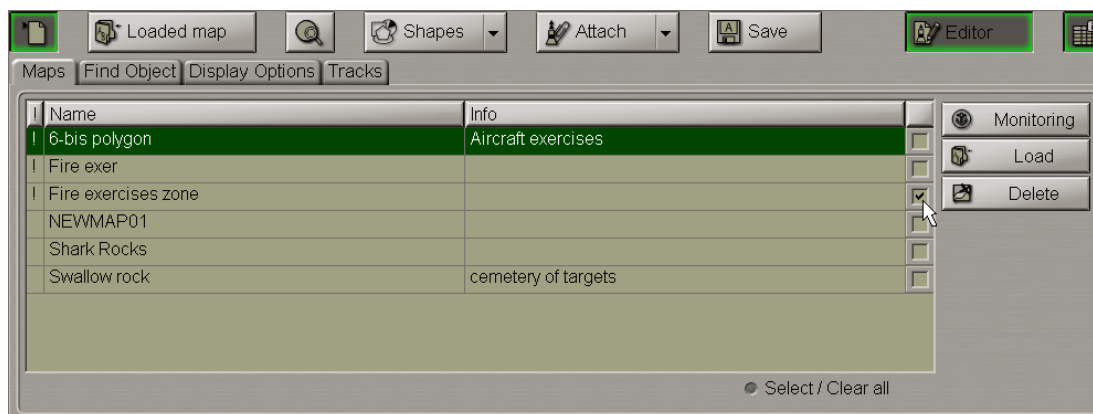 Loaded map Shapes Attach Save Editor
Maps Find Object Display Options Tracks
! Name Info
! 6-bis polygon Aircraft exercises
! Fire exer
! Fire exercises zone
NEWMAP01
Shark Rocks
Swallow rock cemetery of targets
Monitoring
Load
Delete
Select / Clear all